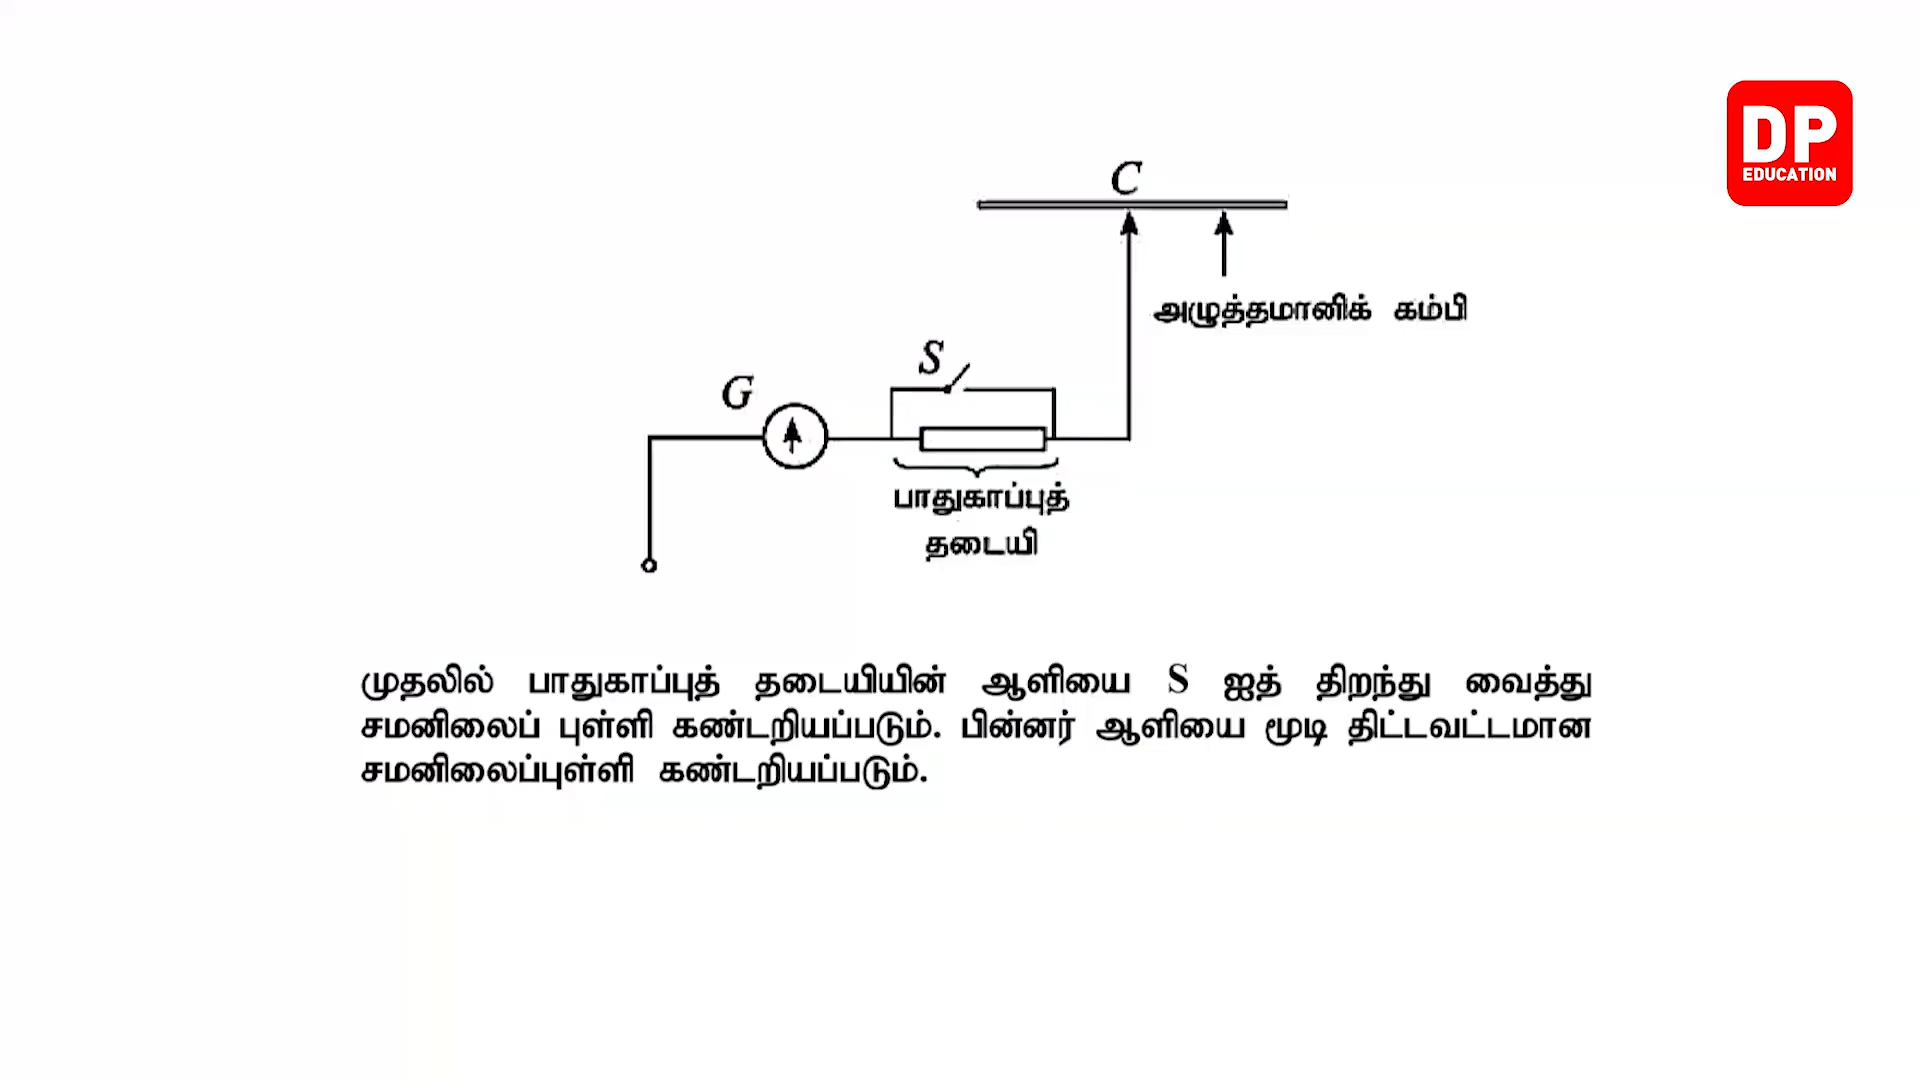 DP
EDUCATION
C
அழுத்தமானிக் கம்பி
S
G
பாதுகாப்புத்
தடையி
முதலில் பாதுகாப்புத் தடையியின் ஆளியை S ஐத் திறந்து வைத்து
சமனிலைப் புள்ளி கண்டறியப்படும். பின்னர் ஆளியை மூடி திட்டவட்டமான
சமனிலைப்புள்ளி கண்டறியப்படும்.